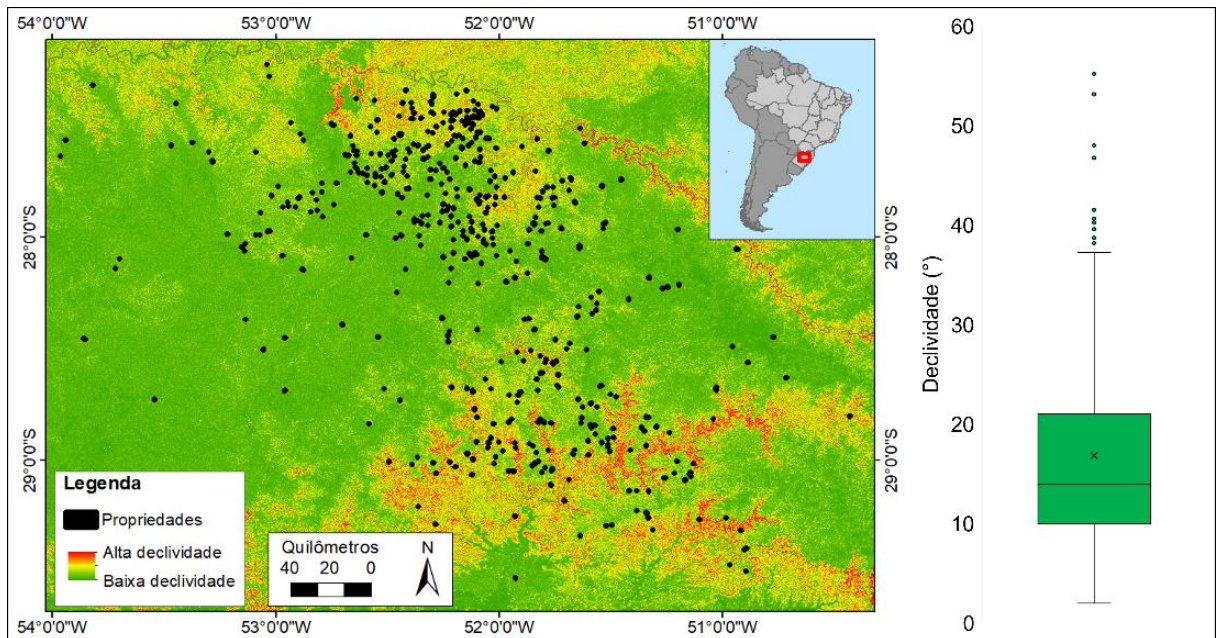 54°0'0"W 53°0'0"W 52°0'0"W 51°0'0"W
28°0'0"S
29°0'0"S
28°0'0"S
29°0'0"S
Legenda
Propriedades
Alta declividade
Baixa declividade
Quilômetros
40 20 0
N
54°0'0"W 53°0'0"W 52°0'0"W 51°0'0"W
Declividade (°)
60
50
40
30
20
10
0